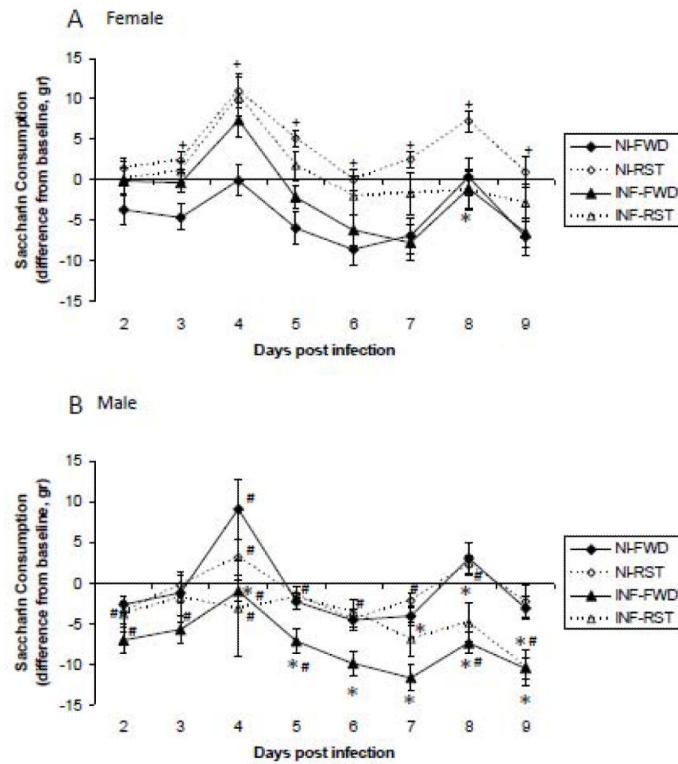 A Female
Saccharin Consumption
(difference from baseline, gr)
15
10
5
0
-5
-10
-15
+
+
+
+
+
+
+
*
2 3 4 5 6 7 8 9
Days post infection
NI-FWD
NI-RST
INF-FWD
INF-RST
B Male
Saccharin Consumption
(difference from baseline, gr)
15
10
5
0
-5
-10
-15
#
#
#
#
#
*#
#
#
*#
#
*
#
*
*
*
#
*#
*#
*
2 3 4 5 6 7 8 9
Days post infection
NI-FWD
NI-RST
INF-FWD
INF-RST